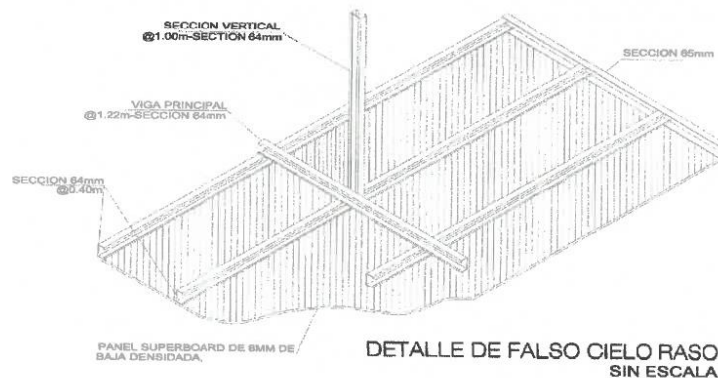 SECCION VERTICAL
@1.00m-SECTION 64mm
SECCION 65mm
VIGA PRINCIPAL
@1.22m-SECCION 64mm
SECCION 64mm
@0.40m
PANEL SUPERBOARD DE 6MM DE
BAJA DENSIDADA,
DETALLE DE FALSO CIELO RASO
SIN ESCALA